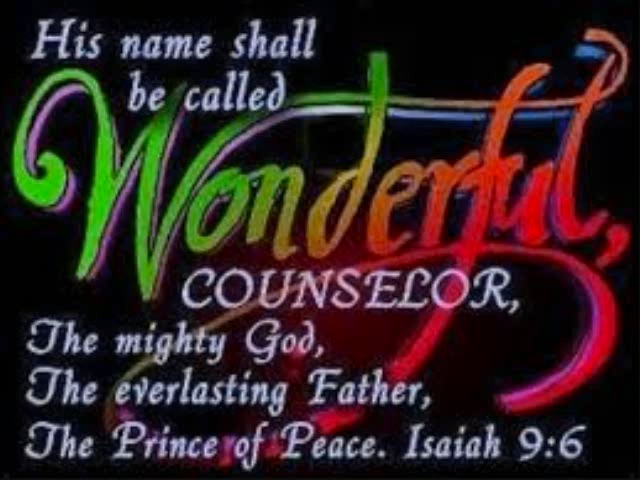 His name shall
be called
Wonderful,
COUNSELOR,
The mighty God,
The everlasting Father,
The Prince of Peace. Isaiah 9:6